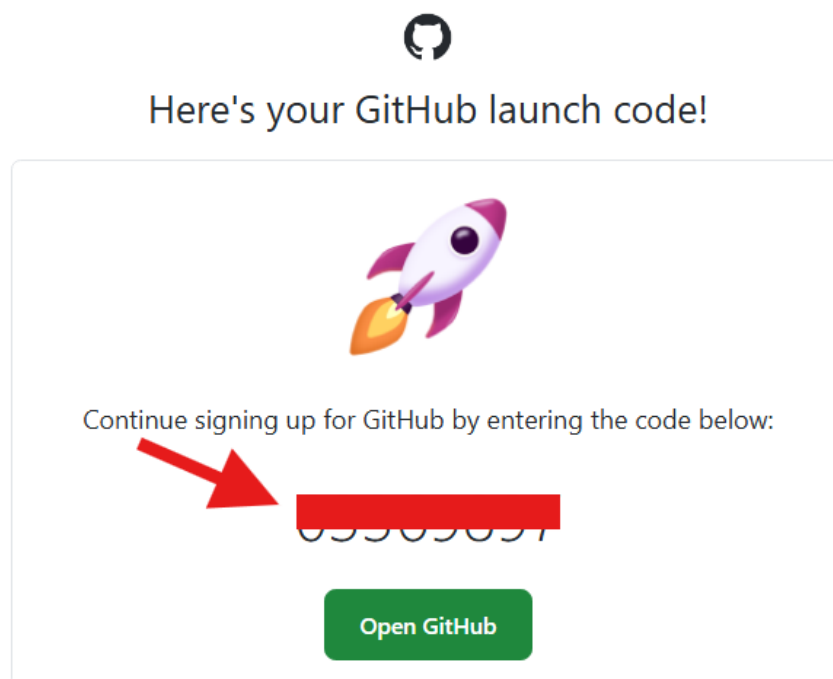 Here's your GitHub launch code!
Continue signing up for GitHub by entering the code below:
Open GitHub